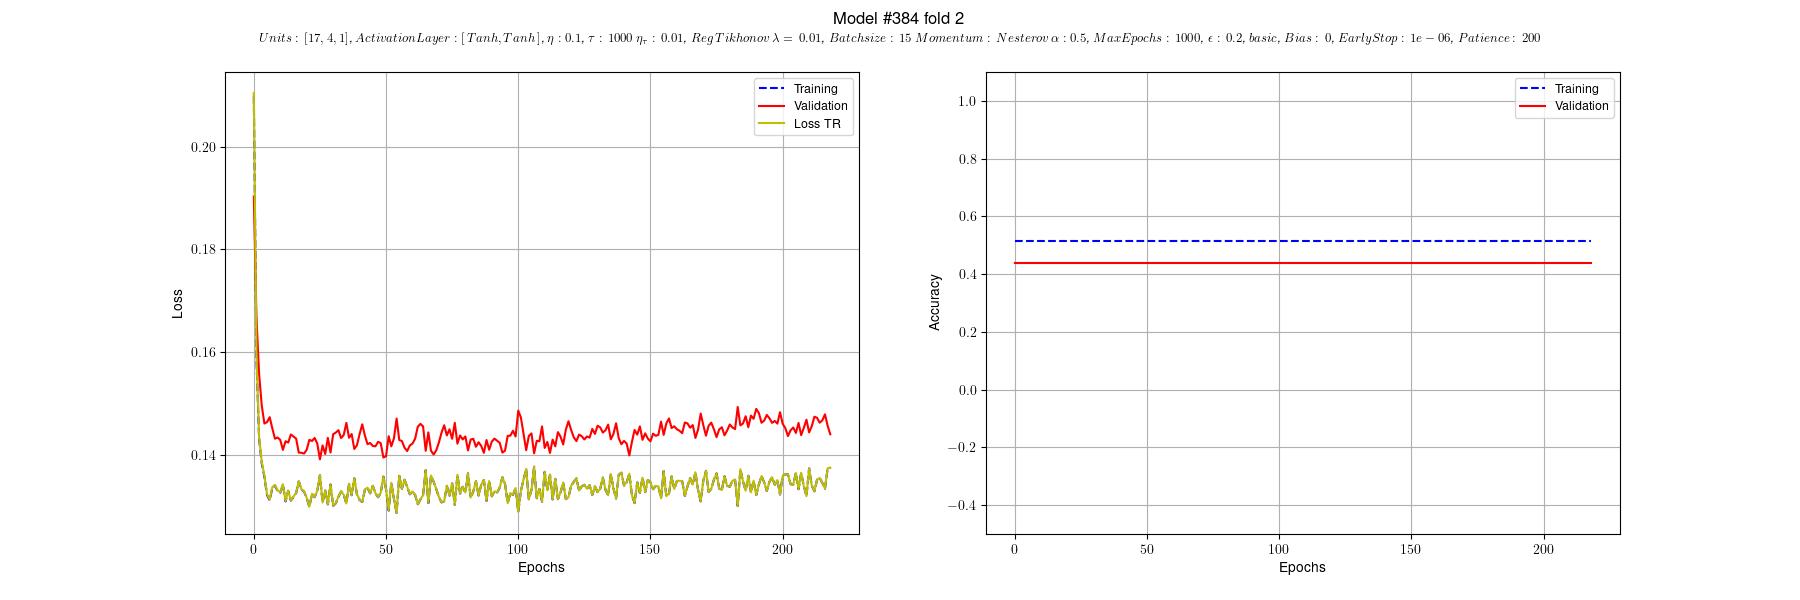 Model #384 fold 2
Units : [17, 4, 1], ActivationLayer : [Tanh, Tanh], η : 0.1, τ : 1000 η_τ : 0.01, RegTikhonov λ = 0.01, Batchsize : 15 Momentum : Nesterov α : 0.5, MaxEpochs : 1000, ϵ : 0.2, basic, Bias : 0, EarlyStop : 1e − 06, Patience : 200
Training
Validation
Loss TR
0.20
0.18
0.16
0.14
Loss
0 50 100 150 200
Epochs
Training
Validation
1.0
0.8
0.6
0.4
0.2
0.0
−0.2
−0.4
Accuracy
0 50 100 150 200
Epochs